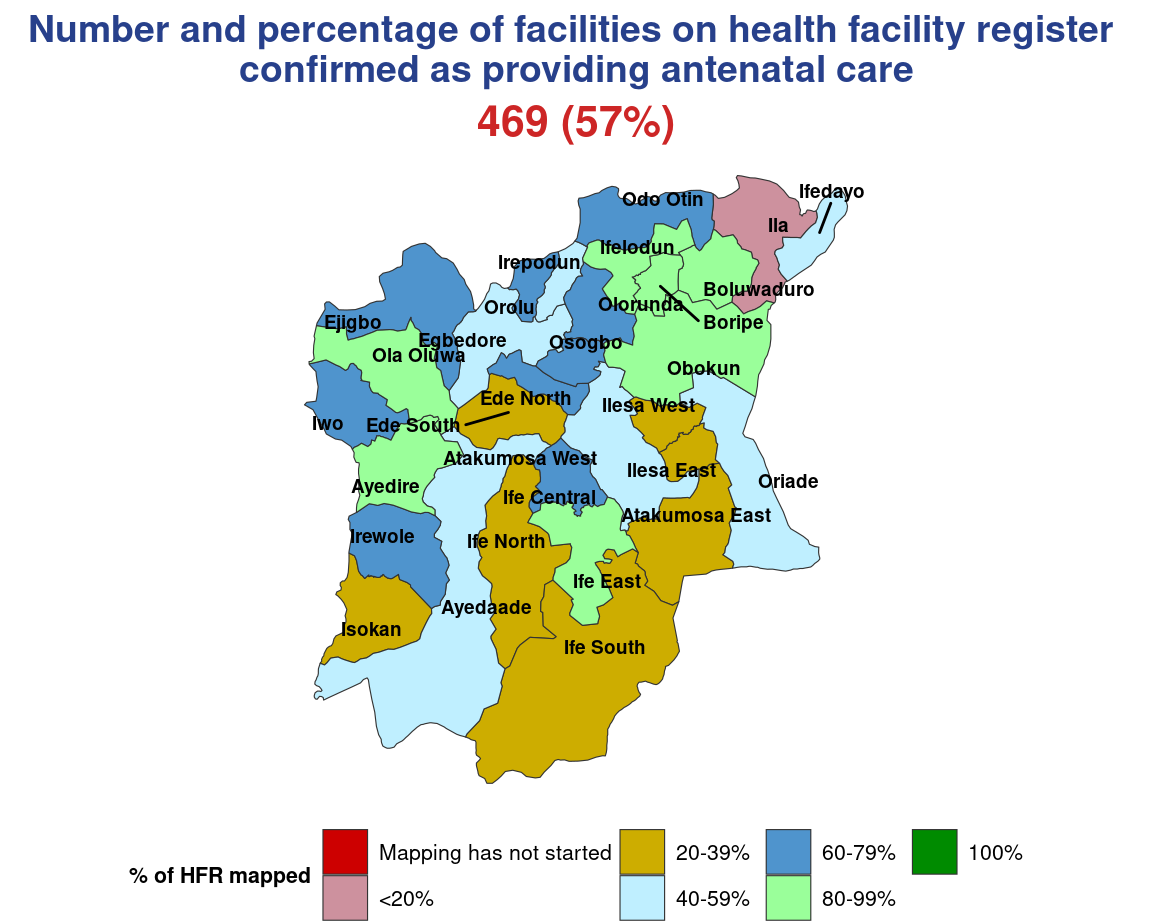 Number and percentage of facilities on health facility register
confirmed as providing antenatal care
469 (57%)
Ifedayo
Odo Otin
Ila
Ifelodun
Irepodun
Boluwaduro
Orolu
Olorunda
Ejigbo
Boripe
Egbedore
Osogbo
Ola Oluwa
Obokun
Ede North
Ilesa West
Iwo
Ede South
Atakumosa West
Ilesa East
Oriade
Ayedire
Ife Central
Atakumosa East
Irewole
Ife North
Ife East
Ayedaade
Isokan
Ife South
% of HFR mapped
Mapping has not started
<20%
20-39%
40-59%
60-79%
80-99%
100%